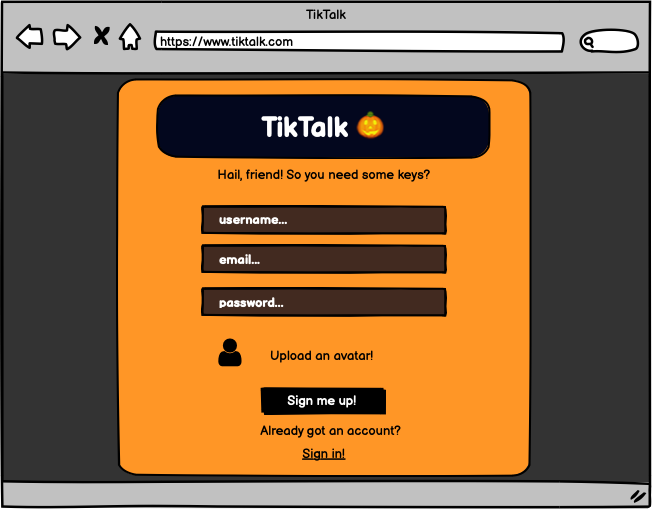 TikTalk
https://www.tiktalk.com
TikTalk 🎃
Hail, friend! So you need some keys?
username...
email...
password...
Upload an avatar!
Sign me up!
Already got an account?
Sign in!